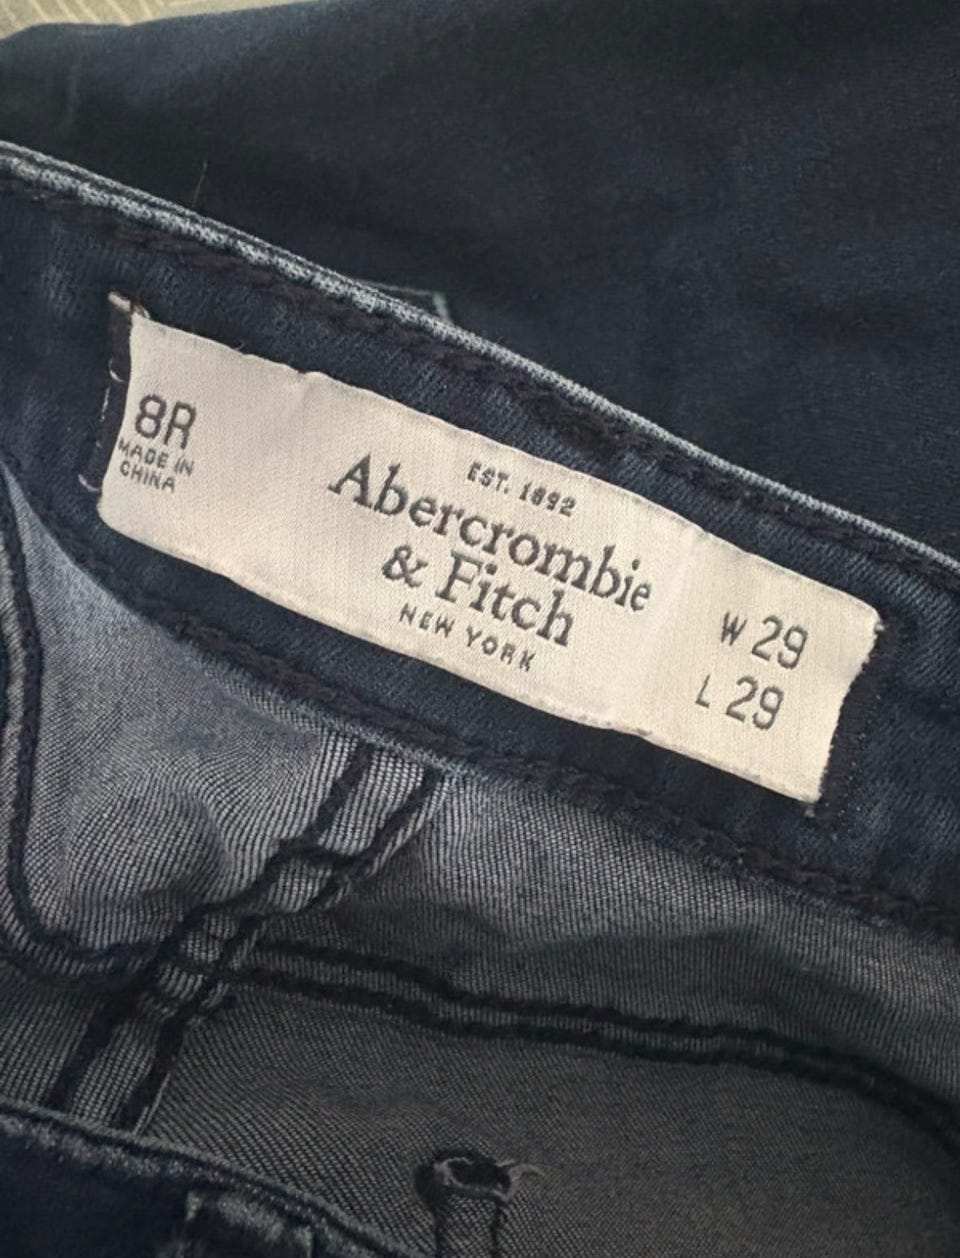 8R
MADE IN
CHINA
EST. 1892
Abercrombie
& Fitch
NEW YORK
W 29
L 29